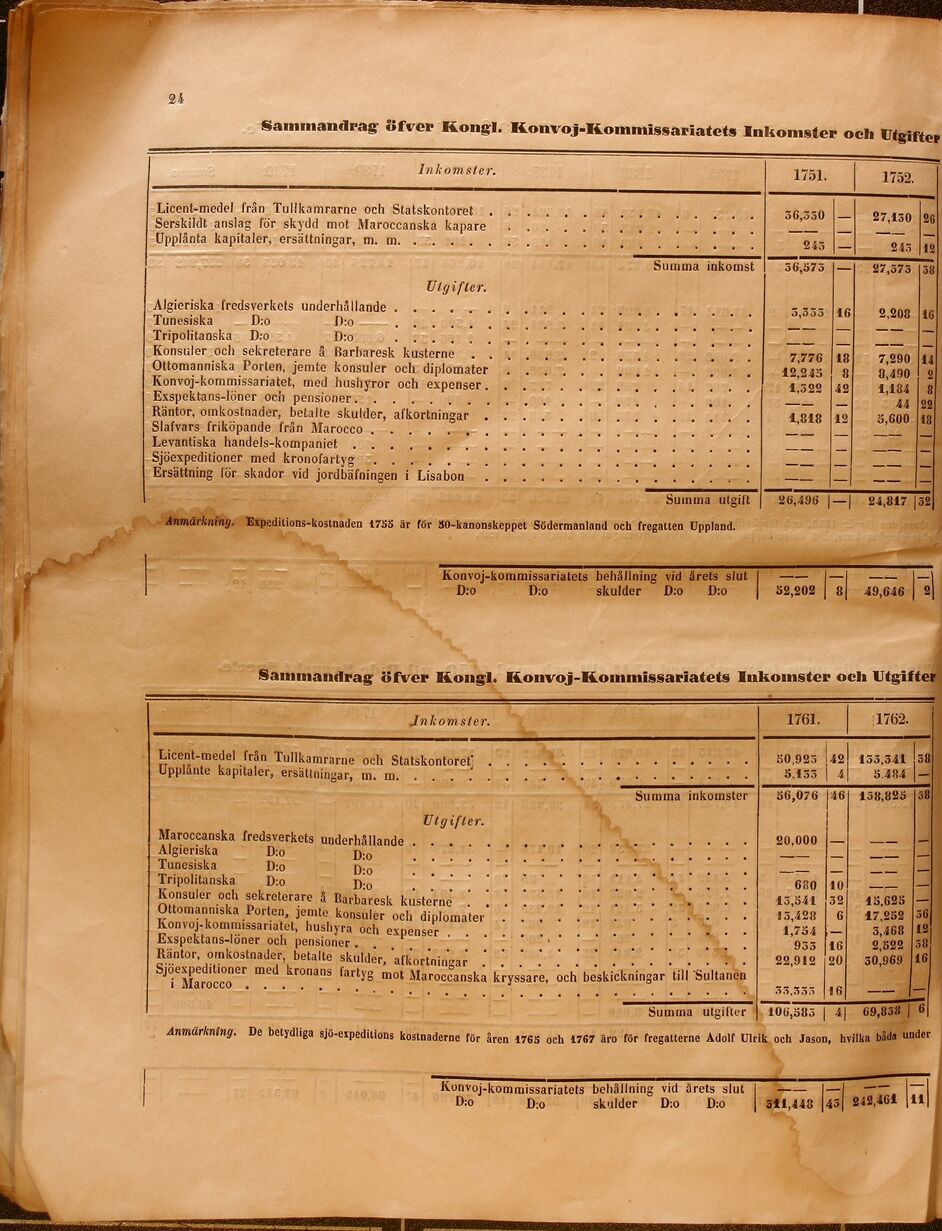 24
Sammandrag öfver Kongl. Konvoj-Kommissariatets Inkomster och Utgifter
Inkomster. 1751. 1752.
Licent-medel från Tullkamrarne och Statskontoret . . . 36,330 — 27,130 26
Serskildt anslag för skydd mot Maroccanska kapare . . . —— — —— —
Upplånta kapitaler, ersättningar, m. m. . . . 243 — 243 12
Summa inkomst 36,573 — 27,373 38
Utgifter.
Algieriska fredsverkets underhållande . . . 3,333 16 2,208 16
Tunesiska D:o D:o . . . —— — —— —
Tripolitanska D:o D:o . . . —— — —— —
Konsuler och sekreterare å Barbaresk kusterne . . . 7,776 18 7,290 14
Ottomanniska Porten, jemte konsuler och diplomater . . . 12,245 8 8,490 2
Konvoj-kommissariatet, med hushyror och expenser . . . 1,322 42 1,184 8
Exspektans-löner och pensioner . . . —— — 44 22
Räntor, omkostnader, betalte skulder, afkortningar . . . 1,818 12 5,600 18
Slafvars friköpande från Marocco . . . —— — —— —
Levantiska handels-kompaniet . . . —— — —— —
Sjöexpeditioner med kronofartyg . . . —— — —— —
Ersättning för skador vid jordbäfningen i Lisabon . . . —— — —— —
Summa utgift 26,496 — 24,817 32
Anmärkning. Expeditions-kostnaden 1755 är för 50-kanonskeppet Södermanland och fregatten Uppland.
Konvoj-kommissariatets behållning vid årets slut —— — —— —
D:o D:o skulder D:o D:o 52,202 8 49,646 2
Sammandrag öfver Kongl. Konvoj-Kommissariatets Inkomster och Utgifter
Inkomster. 1761. 1762.
Licent-medel från Tullkamrarne och Statskontoret . . . 50,923 42 133,341 38
Upplånte kapitaler, ersättningar, m. m. . . . 5.153 4 5.484 —
Summa inkomster 56,076 46 138,825 38
Utgifter.
Maroccanska fredsverkets underhållande . . . 20,000 — —— —
Algieriska D:o D:o . . . —— — —— —
Tunesiska D:o D:o . . . —— — —— —
Tripolitanska D:o D:o . . . 680 10 —— —
Konsuler och sekreterare å Barbaresk kusterne . . . 13,541 32 15,625 —
Ottomanniska Porten, jemte konsuler och diplomater . . . 13,428 6 17,252 36
Konvoj-kommissariatet, hushyra och expenser . . . 1,754 — 3,468 12
Exspektans-löner och pensioner . . . 933 16 2,522 38
Räntor, omkostnader, betalte skulder, afkortningar . . . 22,912 20 30,969 16
Sjöexpeditioner med kronans fartyg mot Maroccanska kryssare, och beskickningar till Sultanen
i Marocco . . . 33,333 16 —— —
Summa utgifter 106,583 4 69,838 6
Anmärkning. De betydliga sjö-expeditions kostnaderne för åren 1765 och 1767 äro för fregatterne Adolf Ulrik och Jason, hvilka båda under
Konvoj-kommissariatets behållning vid årets slut —— — —— —
D:o D:o skulder D:o D:o 311,448 43 242,461 11